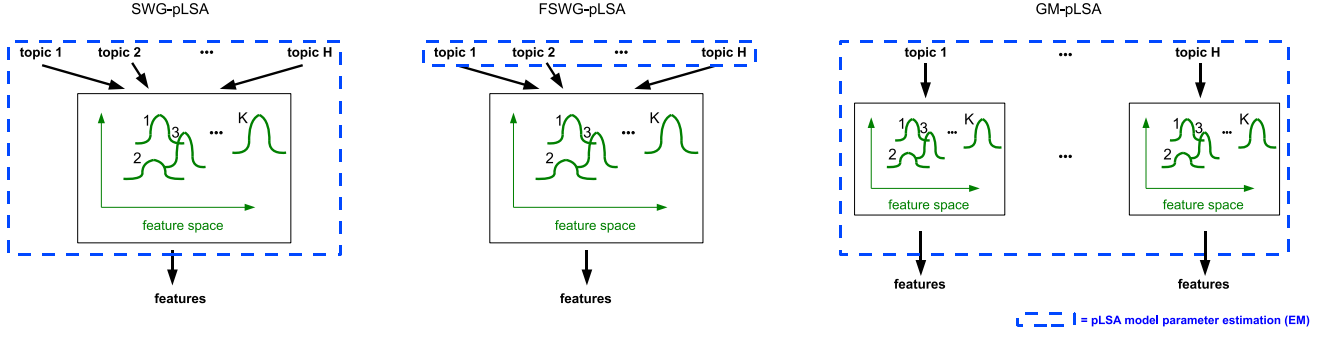 SWG-pLSA
FSWG-pLSA
GM-pLSA
topic 1 topic 2 ... topic H
topic 1 topic 2 ... topic H
topic 1 ... topic H
1 2 3 ... K
feature space
1 2 3 ... K
feature space
1 2 3 ... K
feature space
...
1 2 3 ... K
feature space
features
features
features
features
= pLSA model parameter estimation (EM)